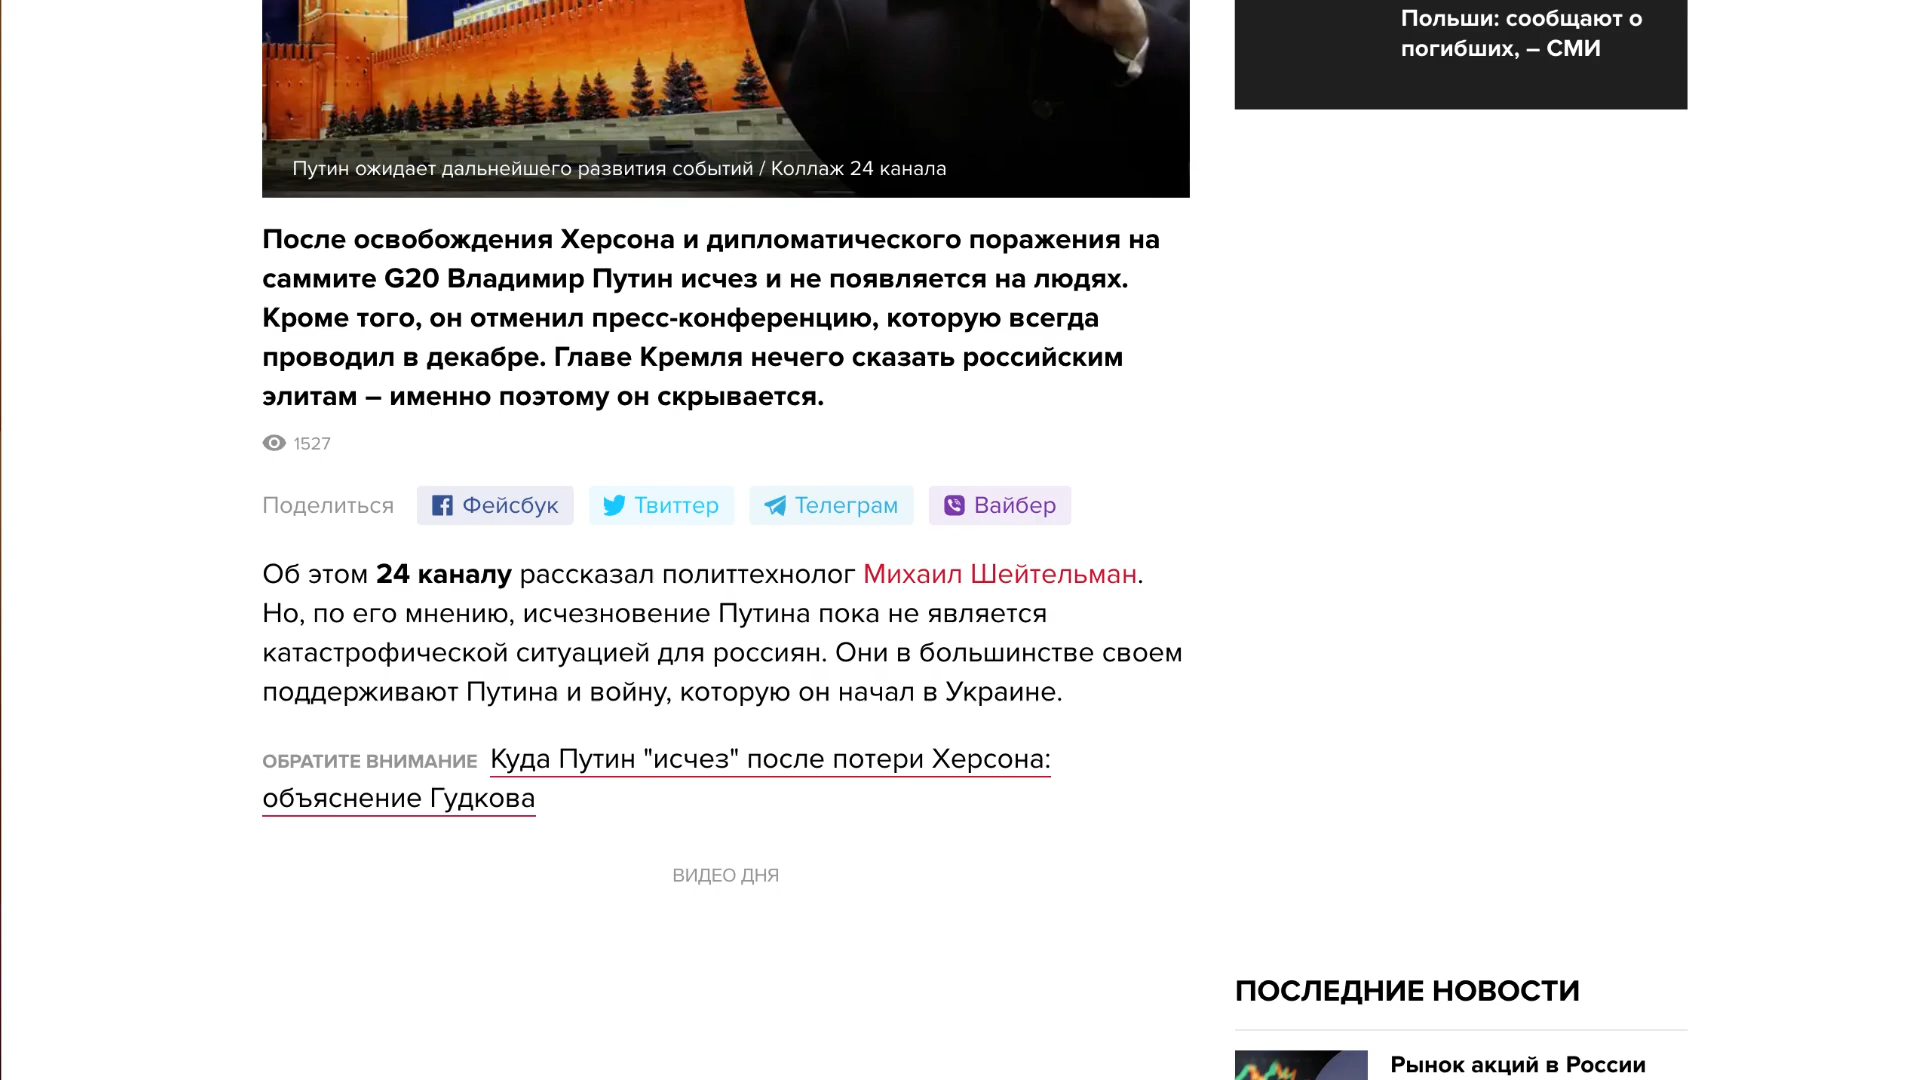 Польши: сообщают о
погибших, – СМИ
Путин ожидает дальнейшего развития событий / Коллаж 24 канала
После освобождения Херсона и дипломатического поражения на
саммите G20 Владимир Путин исчез и не появляется на людях.
Кроме того, он отменил пресс-конференцию, которую всегда
проводил в декабре. Главе Кремля нечего сказать российским
элитам – именно поэтому он скрывается.
1527
Поделиться Фейсбук Твиттер Телеграм Вайбер
Об этом 24 каналу рассказал политтехнолог Михаил Шейтельман.
Но, по его мнению, исчезновение Путина пока не является
катастрофической ситуацией для россиян. Они в большинстве своем
поддерживают Путина и войну, которую он начал в Украине.
ОБРАТИТЕ ВНИМАНИЕ Куда Путин "исчез" после потери Херсона:
объяснение Гудкова
ВИДЕО ДНЯ
ПОСЛЕДНИЕ НОВОСТИ
Рынок акций в России